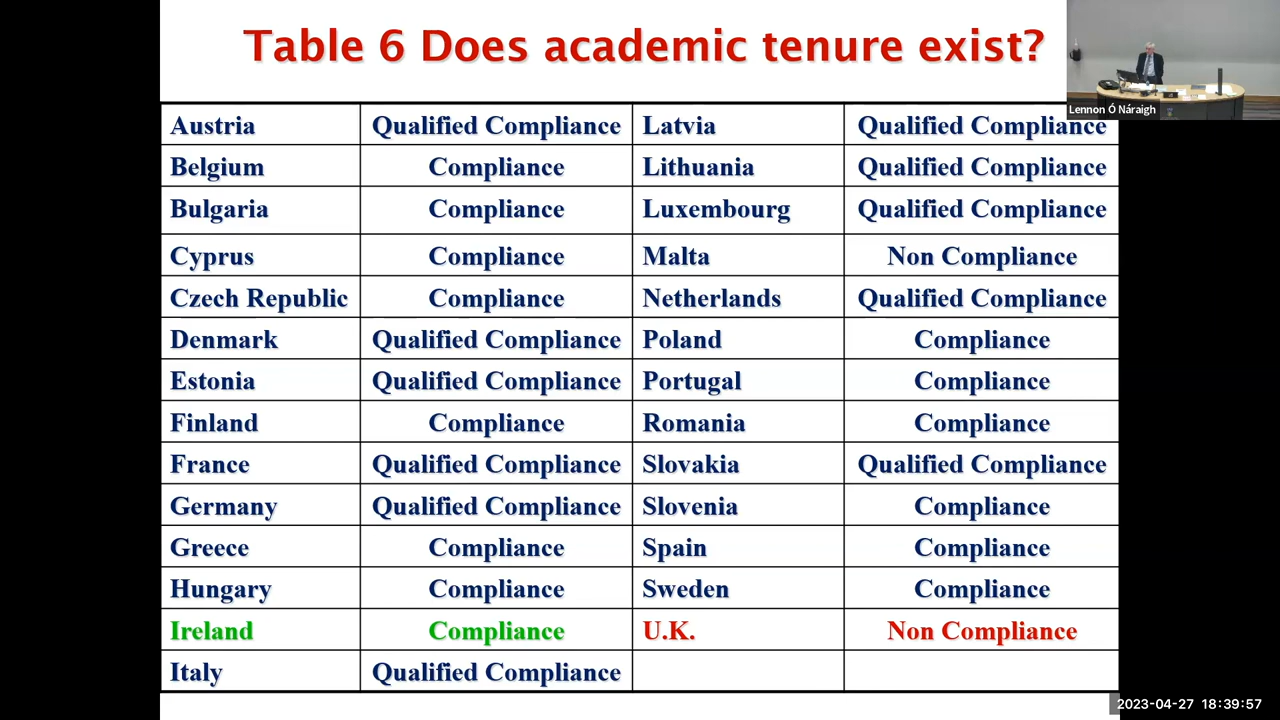 Table 6 Does academic tenure exist?
Lennon Ó Náraigh
Austria Qualified Compliance Latvia Qualified Compliance
Belgium Compliance Lithuania Qualified Compliance
Bulgaria Compliance Luxembourg Qualified Compliance
Cyprus Compliance Malta Non Compliance
Czech Republic Compliance Netherlands Qualified Compliance
Denmark Qualified Compliance Poland Compliance
Estonia Qualified Compliance Portugal Compliance
Finland Compliance Romania Compliance
France Qualified Compliance Slovakia Qualified Compliance
Germany Qualified Compliance Slovenia Compliance
Greece Compliance Spain Compliance
Hungary Compliance Sweden Compliance
Ireland Compliance U.K. Non Compliance
Italy Qualified Compliance
2023-04-27 18:39:57